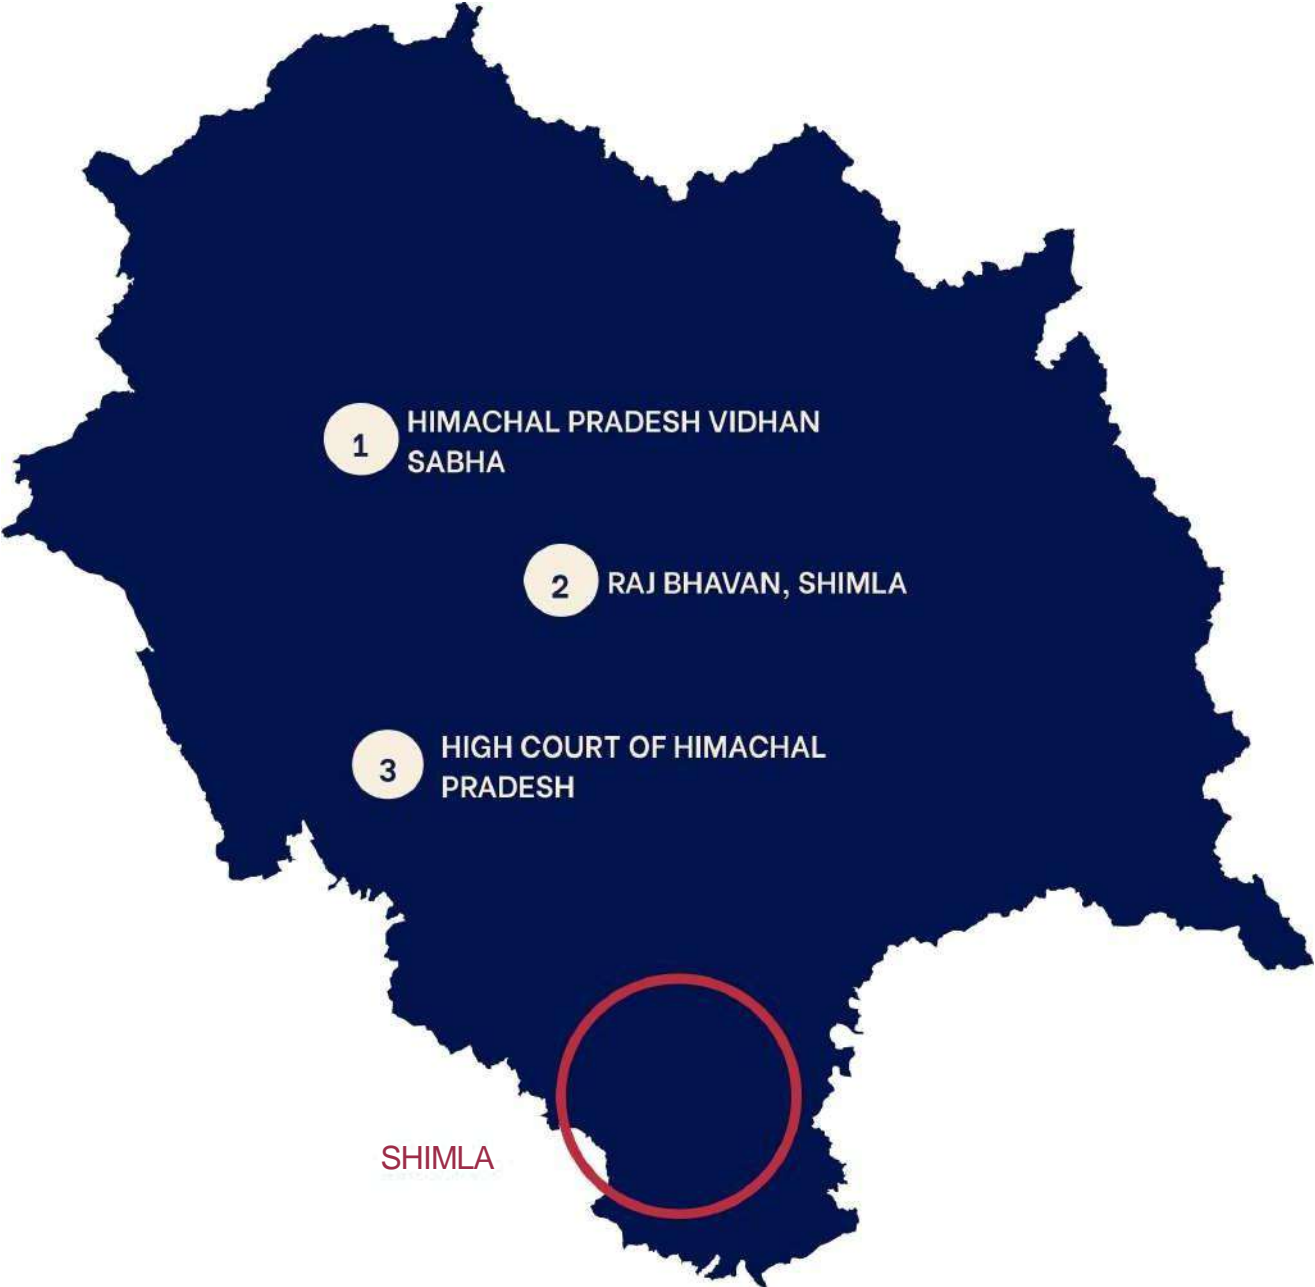 1
HIMACHAL PRADESH VIDHAN
SABHA
2
RAJ BHAVAN, SHIMLA
3
HIGH COURT OF HIMACHAL
PRADESH
SHIMLA